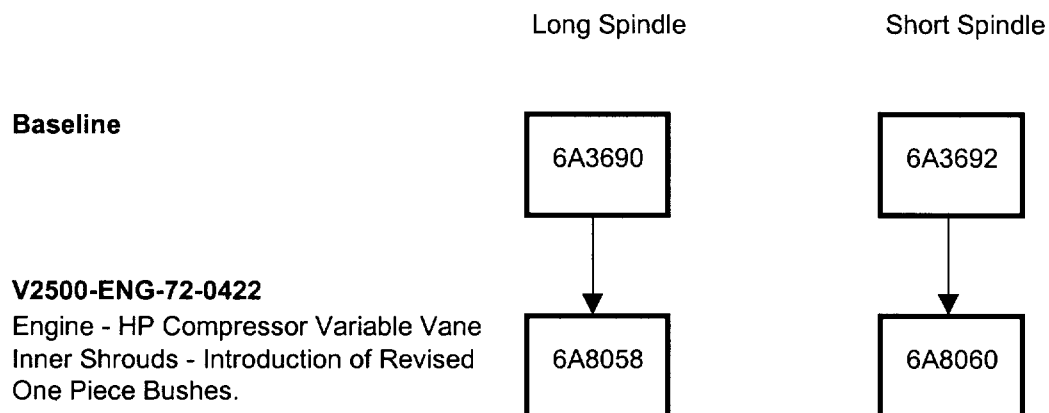 Long Spindle Short Spindle
Baseline
6A3690 6A3692
V2500-ENG-72-0422
Engine - HP Compressor Variable Vane
Inner Shrouds - Introduction of Revised
One Piece Bushes.
6A8058 6A8060